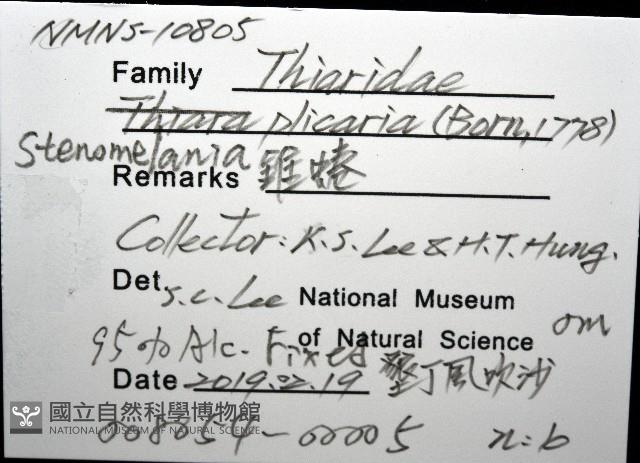 NMNS-10805
Family Thiaridae
Thiara plicaria (Born, 1778)
Stenomelania
Remarks 錐蜷
Collector: K.S. Lee & H.T. Hung.
Det. S.C. Lee National Museum
of Natural Science 0m
95% Alc. Fixed
Date 2019.02.19 墾丁風吹沙
國立自然科學博物館
NATIONAL MUSEUM OF NATURAL SCIENCE
008054-00005 n=6